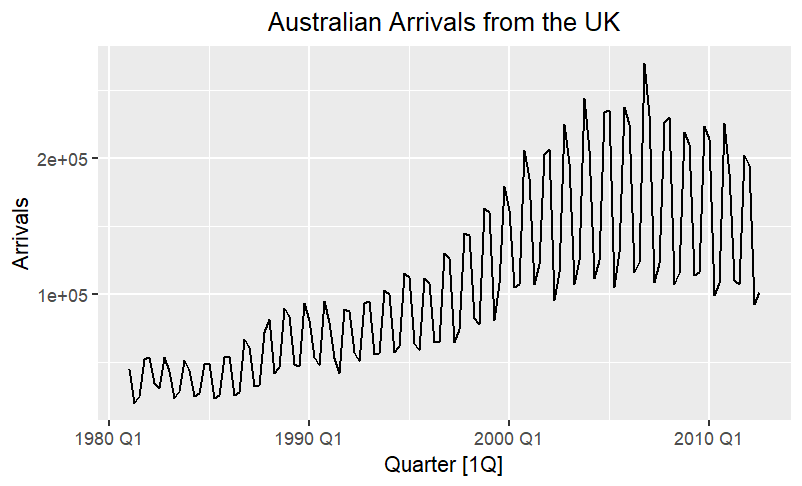 Australian Arrivals from the UK
Arrivals
2e+05
1e+05
1980 Q1
1990 Q1
2000 Q1
2010 Q1
Quarter [1Q]